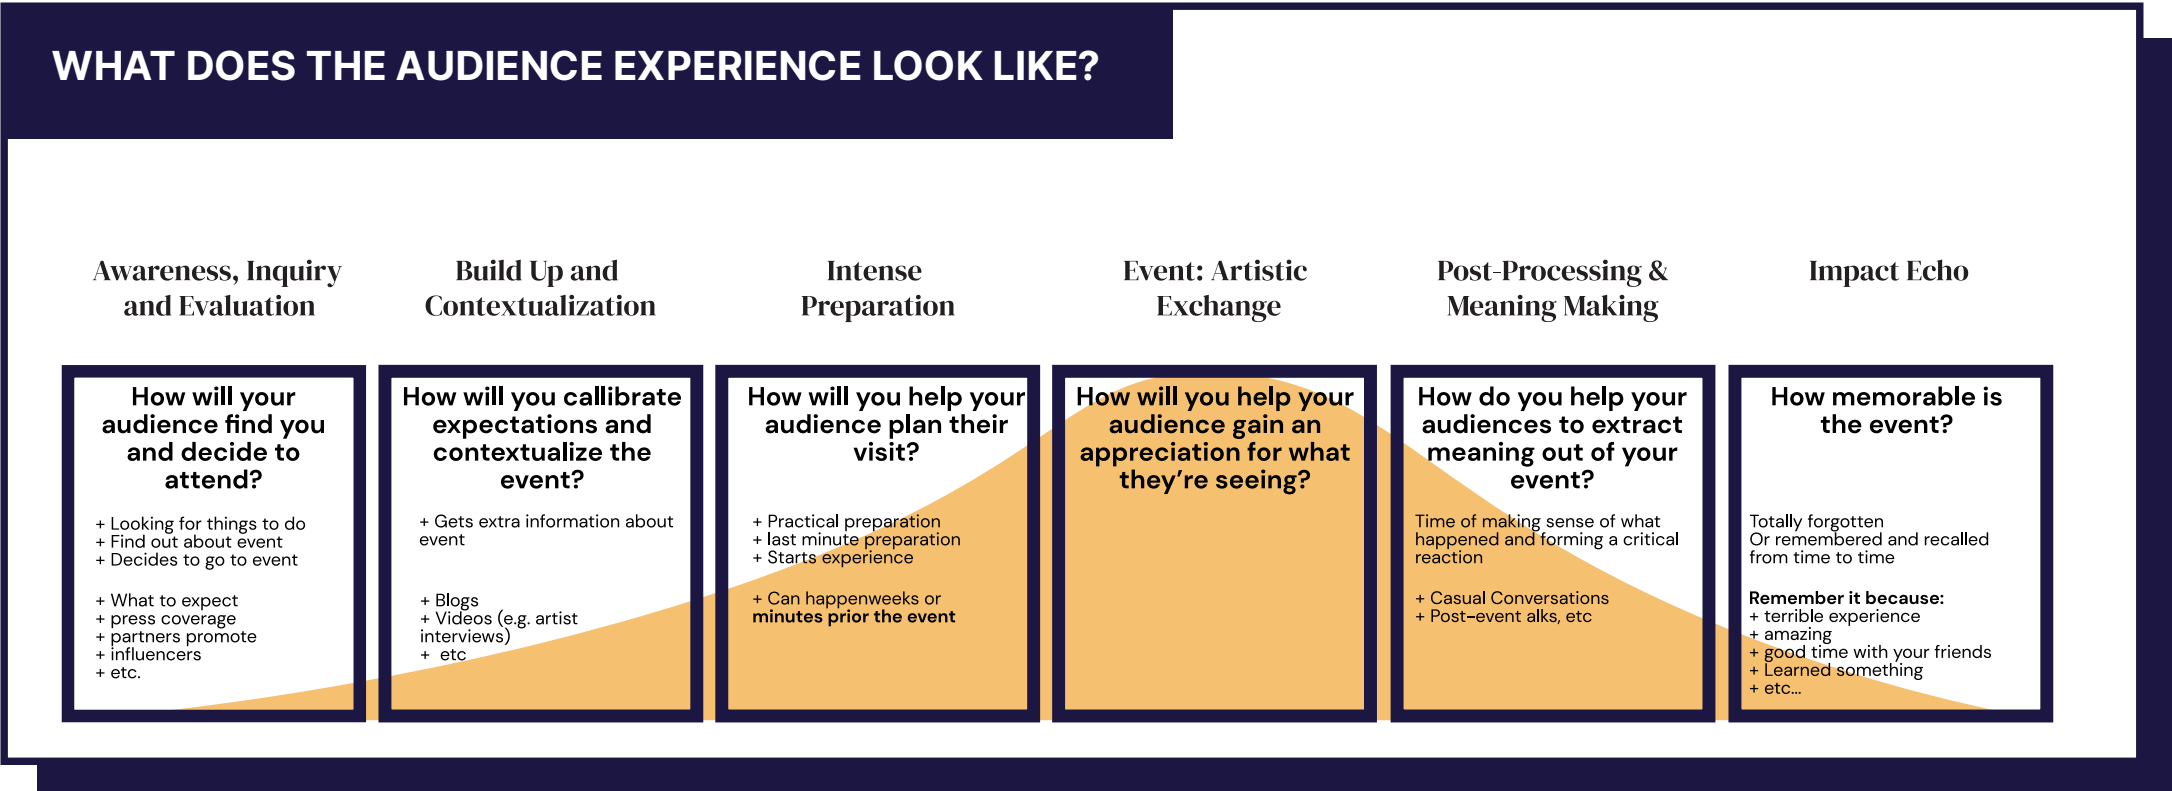 WHAT DOES THE AUDIENCE EXPERIENCE LOOK LIKE?
Awareness, Inquiry
and Evaluation
How will your
audience find you
and decide to
attend?
+ Looking for things to do
+ Find out about event
+ Decides to go to event
+ What to expect
+ press coverage
+ partners promote
+ influencers
+ etc.
Build Up and
Contextualization
How will you callibrate
expectations and
contextualize the
event?
+ Gets extra information about
event
+ Blogs
+ Videos (e.g. artist
interviews)
+ etc
Intense
Preparation
How will you help your
audience plan their
visit?
+ Practical preparation
+ last minute preparation
+ Starts experience
+ Can happenweeks or
minutes prior the event
Event: Artistic
Exchange
How will you help your
audience gain an
appreciation for what
they're seeing?
Post-Processing &
Meaning Making
How do you help your
audiences to extract
meaning out of your
event?
Time of making sense of what
happened and forming a critical
reaction
+ Casual Conversations
+ Post-event alks, etc
Impact Echo
How memorable is
the event?
Totally forgotten
Or remembered and recalled
from time to time
Remember it because:
+ terrible experience
+ amazing
+ good time with your friends
+ Learned something
+ etc...